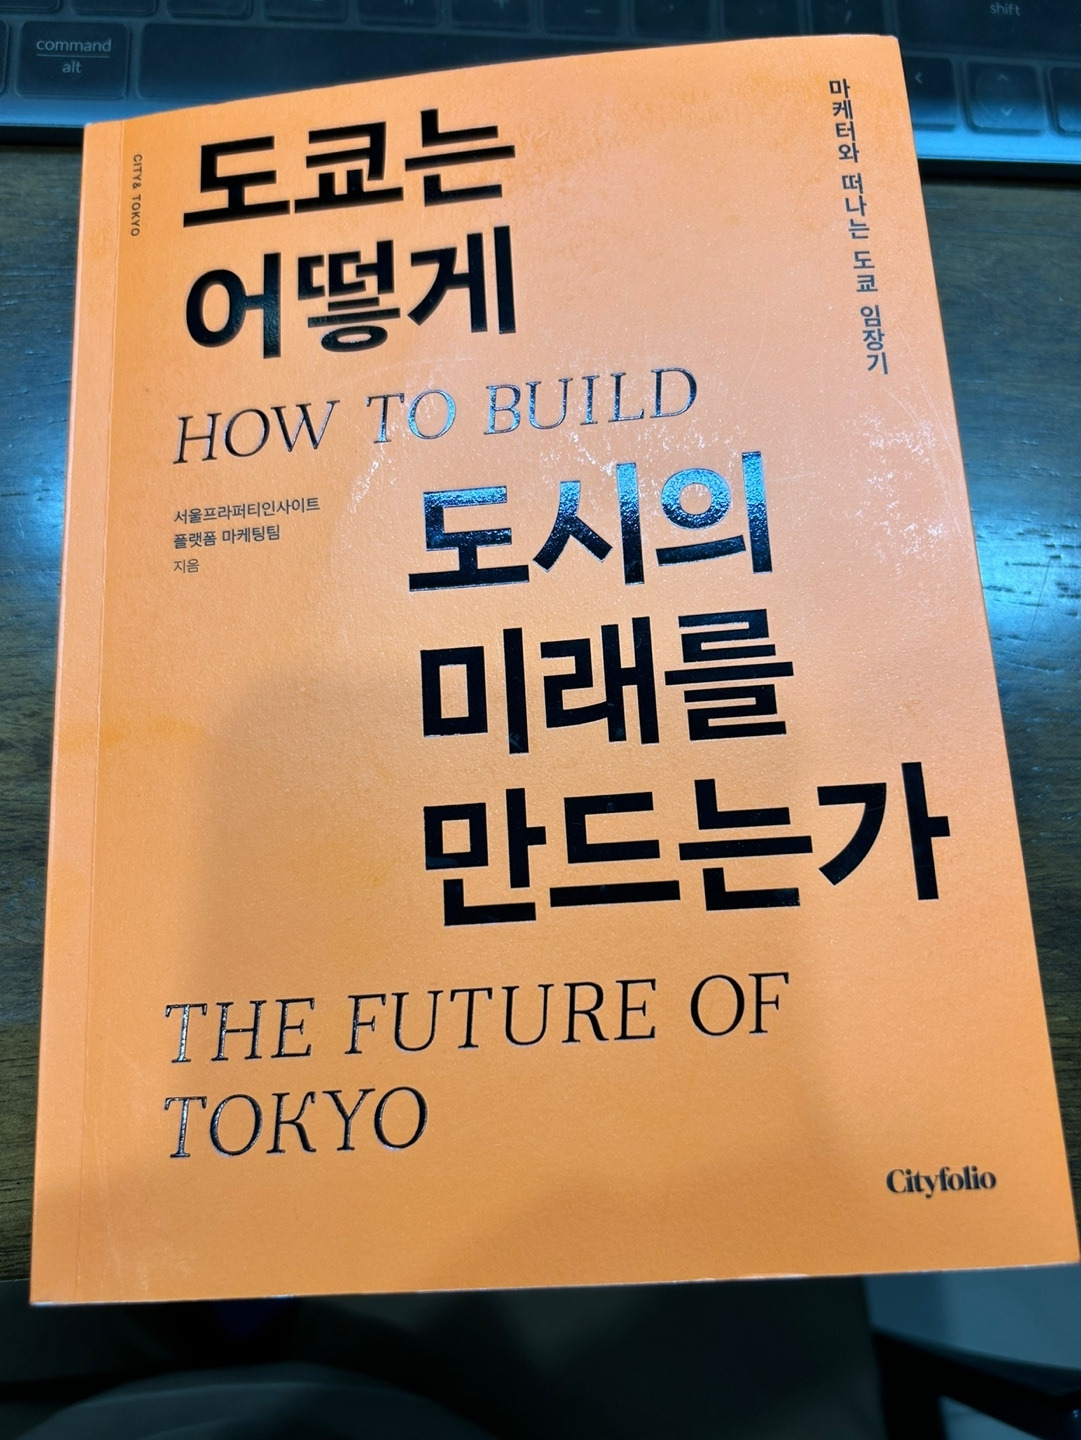 command
alt
shift
CITY& TOKYO
도쿄는
어떻게
HOW TO BUILD
마케터와 떠나는 도쿄 임장기
서울프라퍼티인사이트
플랫폼 마케팅팀
지음
도시의
미래를
만드는가
THE FUTURE OF
TOKYO
Cityfolio